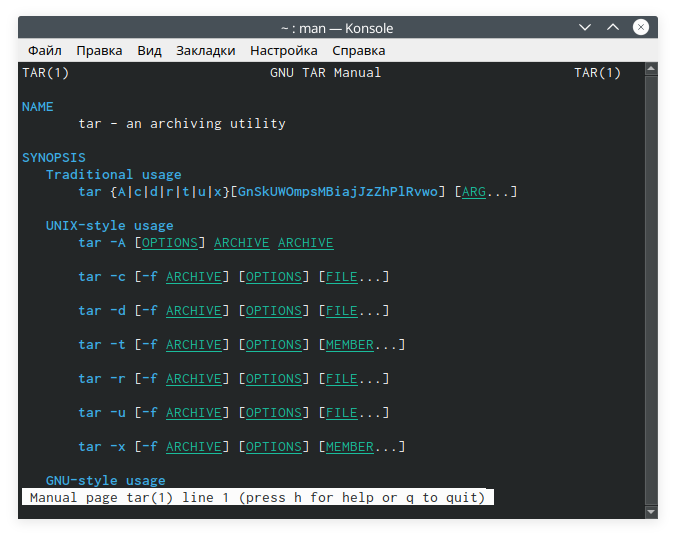 ~ : man — Konsole
Файл Правка Вид Закладки Настройка Справка
TAR(1) GNU TAR Manual TAR(1)
NAME
tar - an archiving utility
SYNOPSIS
Traditional usage
tar {A|c|d|r|t|u|x}[GnSkUWOmpsMBiajJzZhPlRvwo] [ARG...]
UNIX-style usage
tar -A [OPTIONS] ARCHIVE ARCHIVE
tar -c [-f ARCHIVE] [OPTIONS] [FILE...]
tar -d [-f ARCHIVE] [OPTIONS] [FILE...]
tar -t [-f ARCHIVE] [OPTIONS] [MEMBER...]
tar -r [-f ARCHIVE] [OPTIONS] [FILE...]
tar -u [-f ARCHIVE] [OPTIONS] [FILE...]
tar -x [-f ARCHIVE] [OPTIONS] [MEMBER...]
GNU-style usage
Manual page tar(1) line 1 (press h for help or q to quit)